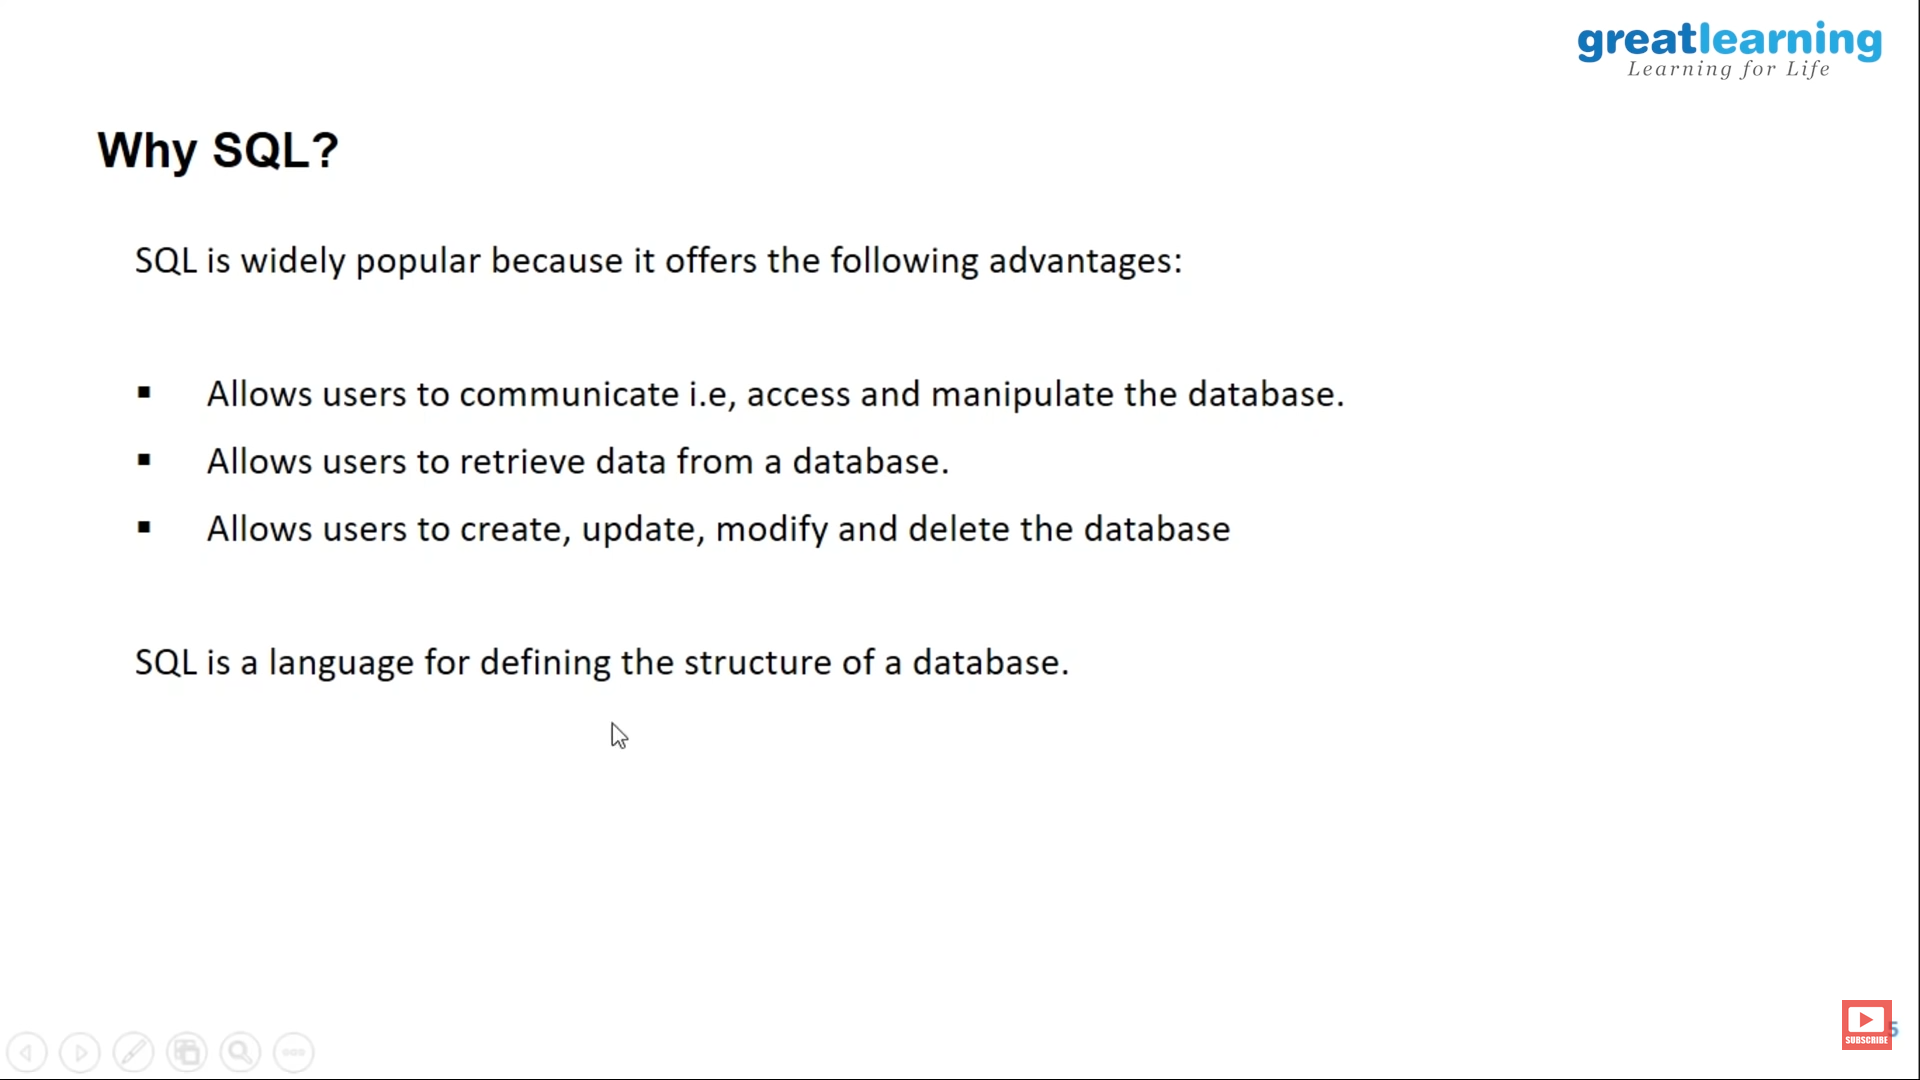 greatlearning
Learning for Life
Why SQL?
SQL is widely popular because it offers the following advantages:
▪ Allows users to communicate i.e, access and manipulate the database.
▪ Allows users to retrieve data from a database.
▪ Allows users to create, update, modify and delete the database
SQL is a language for defining the structure of a database.
SUBSCRIBE
5